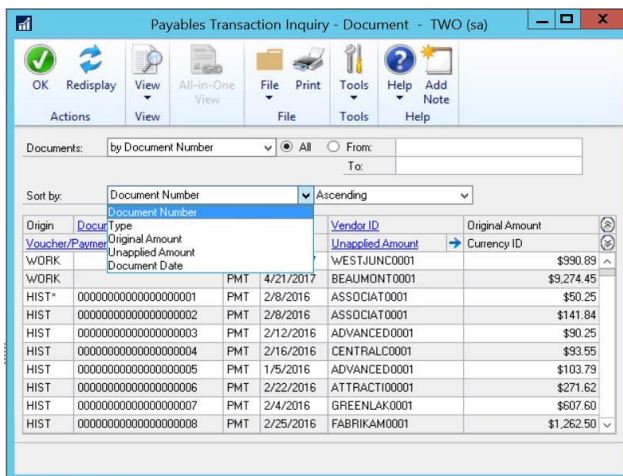 Payables Transaction Inquiry - Document - TWO (sa)
OK Redisplay View All-in-One View File Print Tools Help Add Note
Actions View File Tools Help
Documents: by Document Number All From:
To:
Sort by: Document Number Ascending
Document Number
Type
Original Amount
Unapplied Amount
Document Date
Origin Docu Vendor ID Original Amount
Voucher/Paymen Unapplied Amount Currency ID
WORK WESTJUNC0001 $990.89
WORK PMT 4/21/2017 BEAUMONT0001 $9,274.45
HIST* 00000000000000000001 PMT 2/8/2016 ASSOCIAT0001 $50.25
HIST 00000000000000000002 PMT 2/8/2016 ASSOCIAT0001 $141.84
HIST 00000000000000000003 PMT 2/12/2016 ADVANCED0001 $90.25
HIST 00000000000000000004 PMT 2/16/2016 CENTRALC0001 $93.55
HIST 00000000000000000005 PMT 1/5/2016 ADVANCED0001 $103.79
HIST 00000000000000000006 PMT 2/22/2016 ATTRACTI00001 $271.62
HIST 00000000000000000007 PMT 2/4/2016 GREENLAK0001 $607.60
HIST 00000000000000000008 PMT 2/25/2016 FABRIKAM0001 $1,262.50